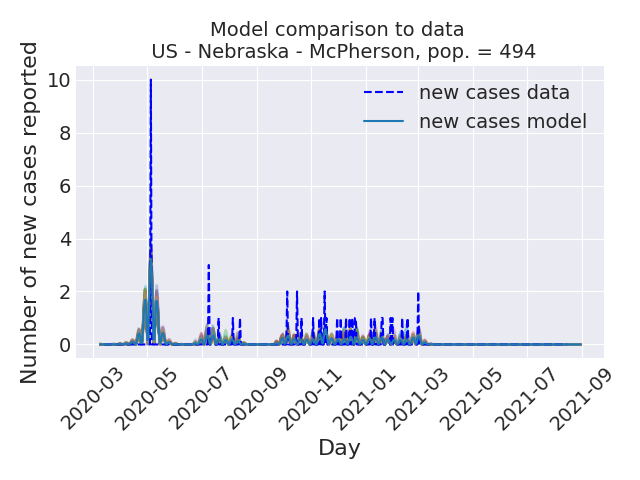 Model comparison to data
US - Nebraska - McPherson, pop. = 494
Number of new cases reported
10
8
6
4
2
0
new cases data
new cases model
2020-03
2020-05
2020-07
2020-09
2020-11
2021-01
2021-03
2021-05
2021-07
2021-09
Day